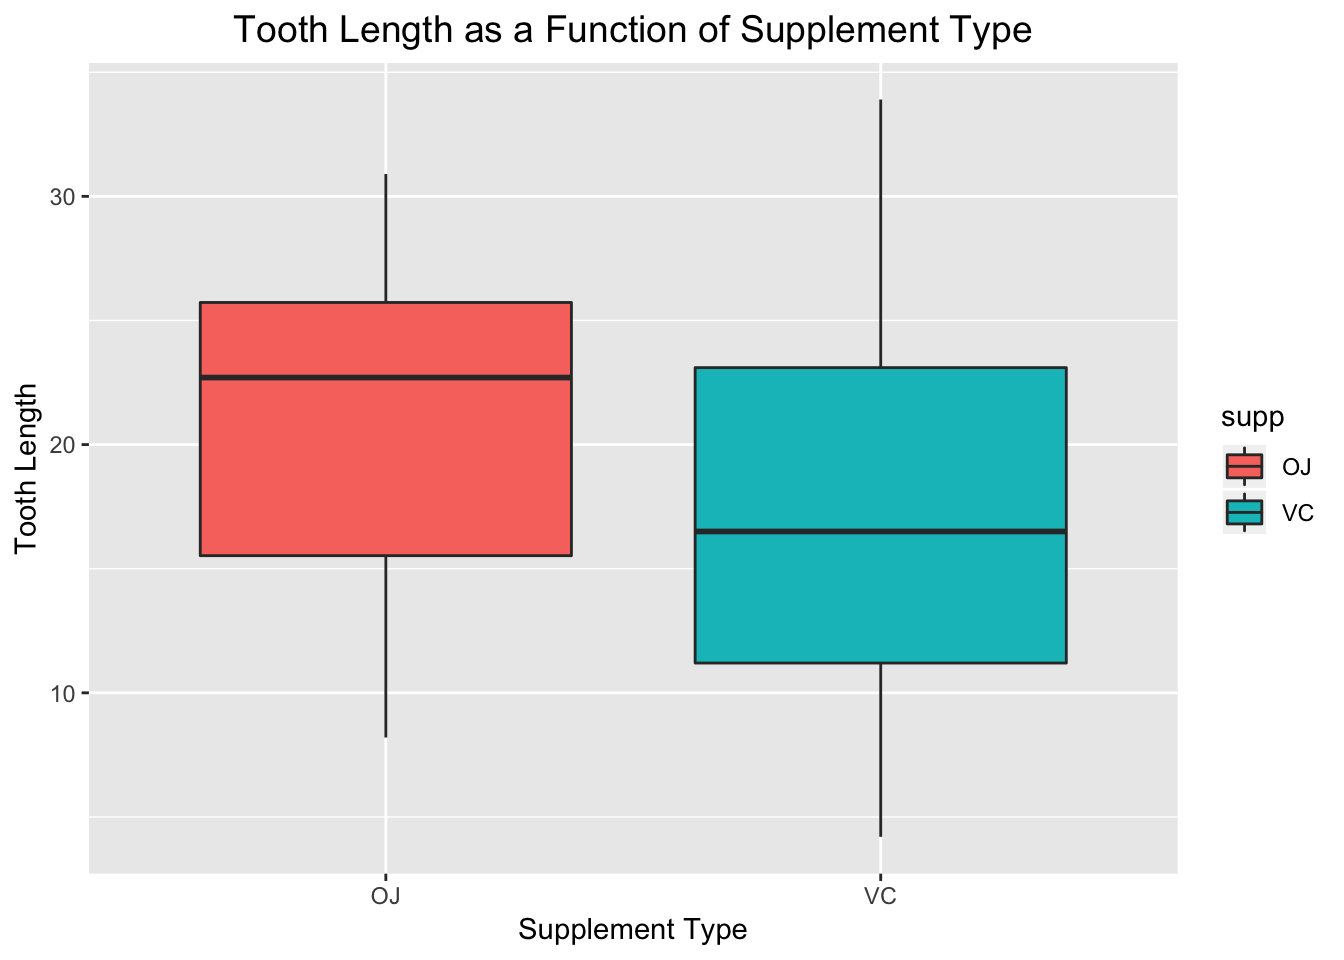 Tooth Length as a Function of Supplement Type
Tooth Length
30
20
10
OJ
VC
Supplement Type
supp
OJ
VC